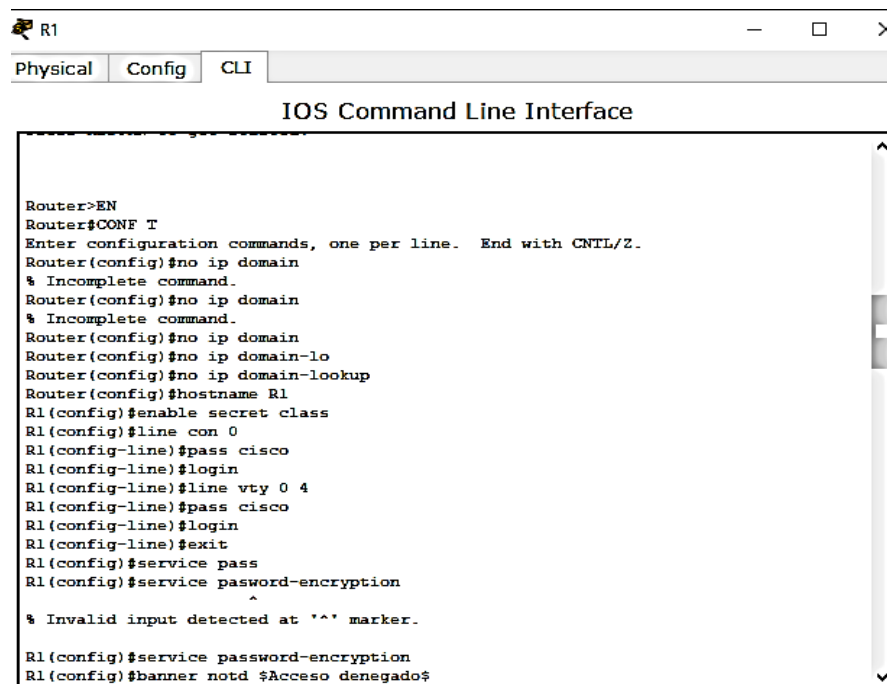 R1
Physical Config CLI
IOS Command Line Interface
Router>EN
Router#CONF T
Enter configuration commands, one per line. End with CNTL/Z.
Router(config)#no ip domain
% Incomplete command.
Router(config)#no ip domain
% Incomplete command.
Router(config)#no ip domain
Router(config)#no ip domain-lo
Router(config)#no ip domain-lookup
Router(config)#hostname R1
R1(config)#enable secret class
R1(config)#line con 0
R1(config-line)#pass cisco
R1(config-line)#login
R1(config-line)#line vty 0 4
R1(config-line)#pass cisco
R1(config-line)#login
R1(config-line)#exit
R1(config)#service pass
R1(config)#service pasword-encryption
^
% Invalid input detected at '^' marker.
R1(config)#service password-encryption
R1(config)#banner notd $Acceso denegado$